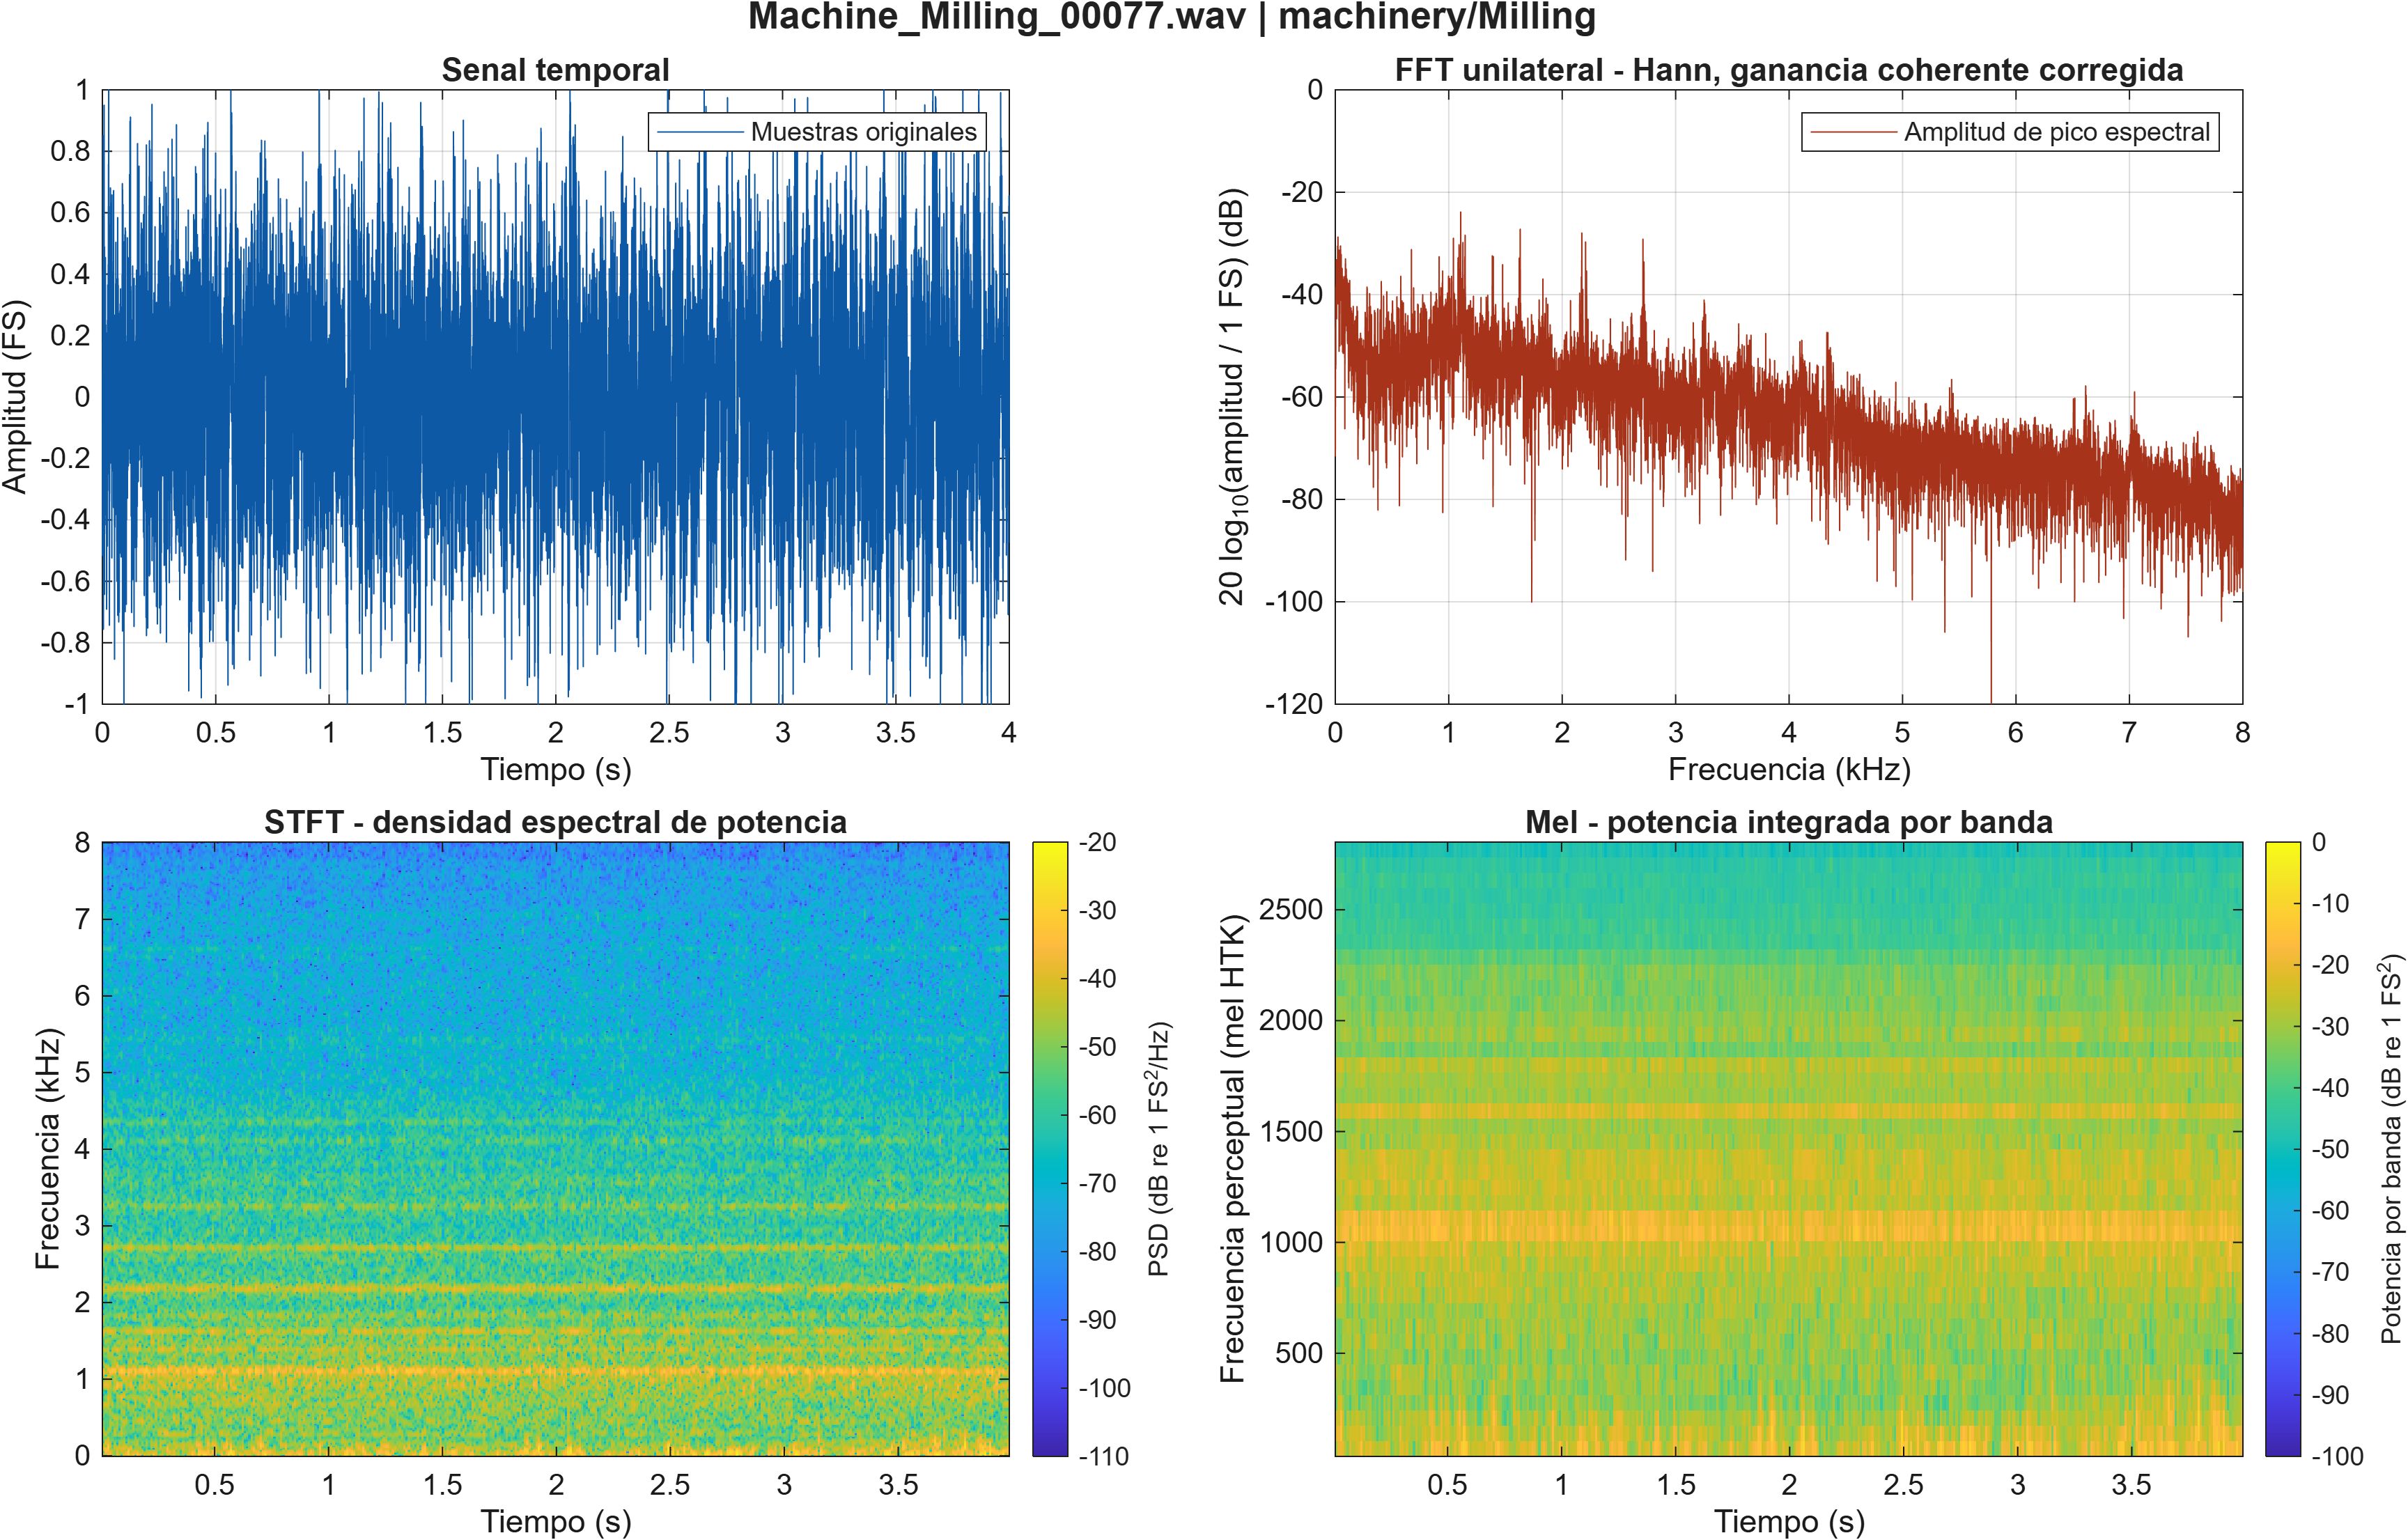 Machine_Milling_00077.wav | machinery/Milling
Senal temporal
Muestras originales
Amplitud (FS)
1
0.8
0.6
0.4
0.2
0
-0.2
-0.4
-0.6
-0.8
-1
0 0.5 1 1.5 2 2.5 3 3.5 4
Tiempo (s)
FFT unilateral - Hann, ganancia coherente corregida
Amplitud de pico espectral
20 log10(amplitud / 1 FS) (dB)
0
-20
-40
-60
-80
-100
-120
0 1 2 3 4 5 6 7 8
Frecuencia (kHz)
STFT - densidad espectral de potencia
Frecuencia (kHz)
8
7
6
5
4
3
2
1
0
0.5 1 1.5 2 2.5 3 3.5
Tiempo (s)
-20
-30
-40
-50
-60
-70
-80
-90
-100
-110
PSD (dB re 1 FS2/Hz)
Mel - potencia integrada por banda
Frecuencia perceptual (mel HTK)
2500
2000
1500
1000
500
0.5 1 1.5 2 2.5 3 3.5
Tiempo (s)
0
-10
-20
-30
-40
-50
-60
-70
-80
-90
-100
Potencia por banda (dB re 1 FS2)